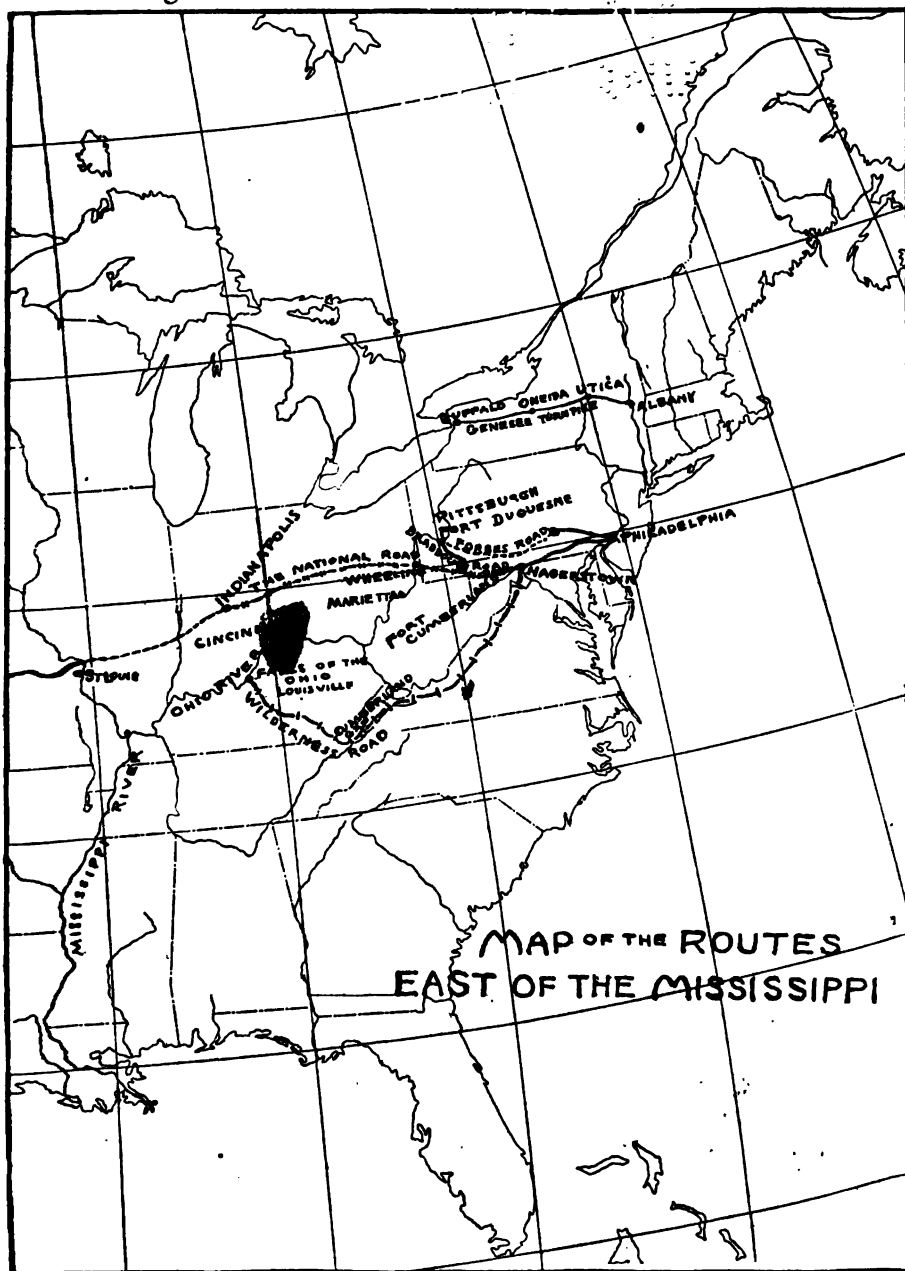 BUFFALO ONEIDA UTICA
ALBANY
GENESEE TURNPIKE
PITTSBURGH
FORT DUQUESNE
FORBES ROAD
PHILADELPHIA
ROAD
HAGERSTOWN
INDIANAPOLIS
THE NATIONAL ROAD
WHEELING
MARIETTA
FORT
CUMBERLAND
ST LOUIS
OHIO RIVER
OF THE
OHIO
LOUISVILLE
WILDERNESS ROAD
MISSISSIPPI RIVER
MAP OF THE ROUTES
EAST OF THE MISSISSIPPI